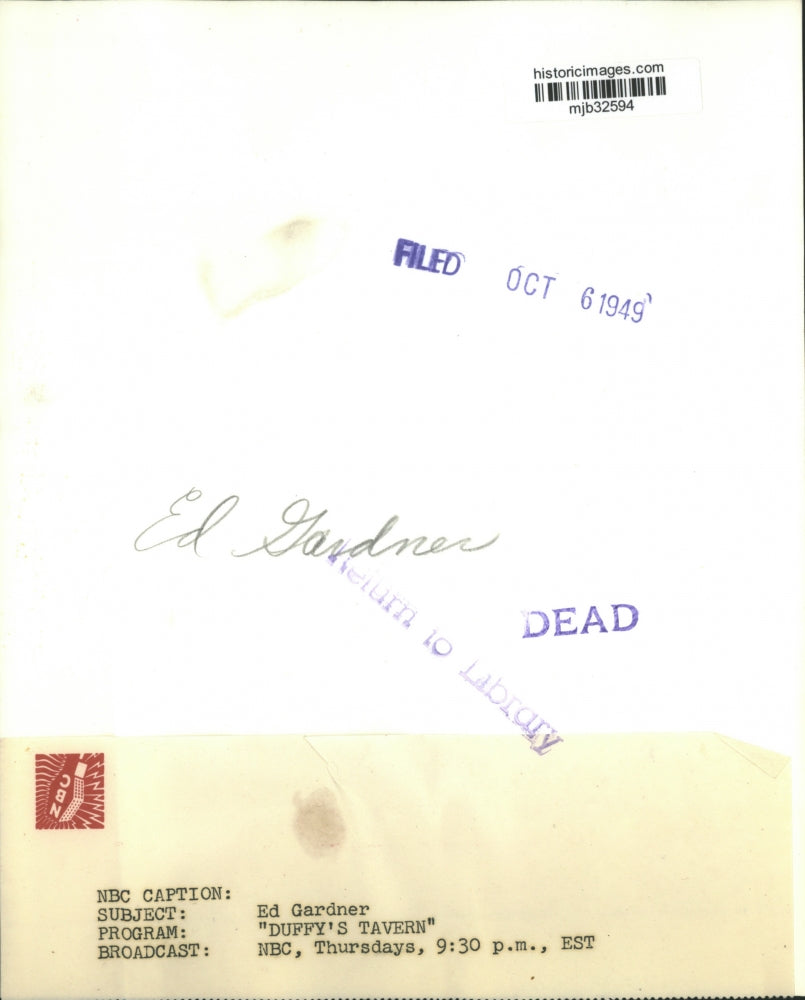 historicimages.com
mjb32594
FILED OCT 6 1949
Ed Gardner
Return to Library
DEAD
NBC
NBC CAPTION:
SUBJECT: Ed Gardner
PROGRAM: "DUFFY'S TAVERN"
BROADCAST: NBC, Thursdays, 9:30 p.m., EST